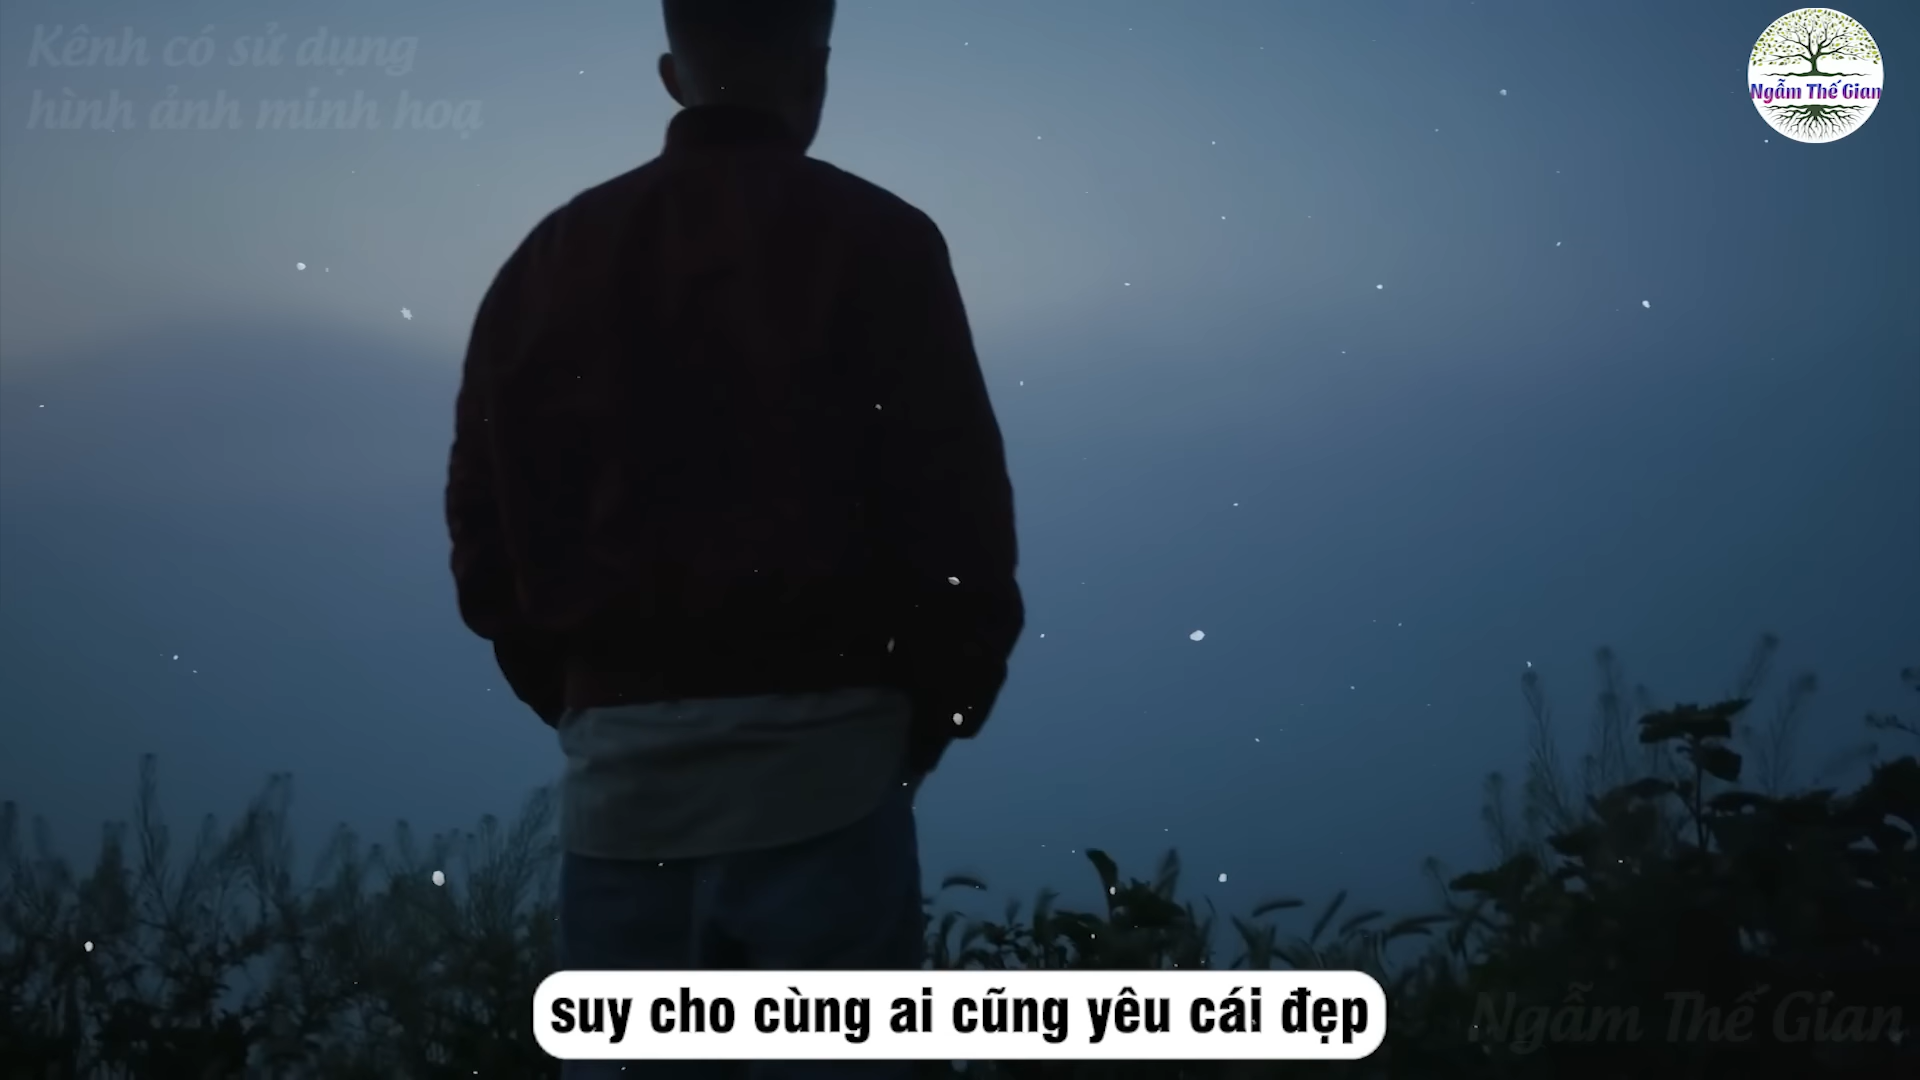 Kênh có sử dụng
hình ảnh minh hoạ
Ngẫm Thế Gian
suy cho cùng ai cũng yêu cái đẹp
Ngẫm Thế Gian